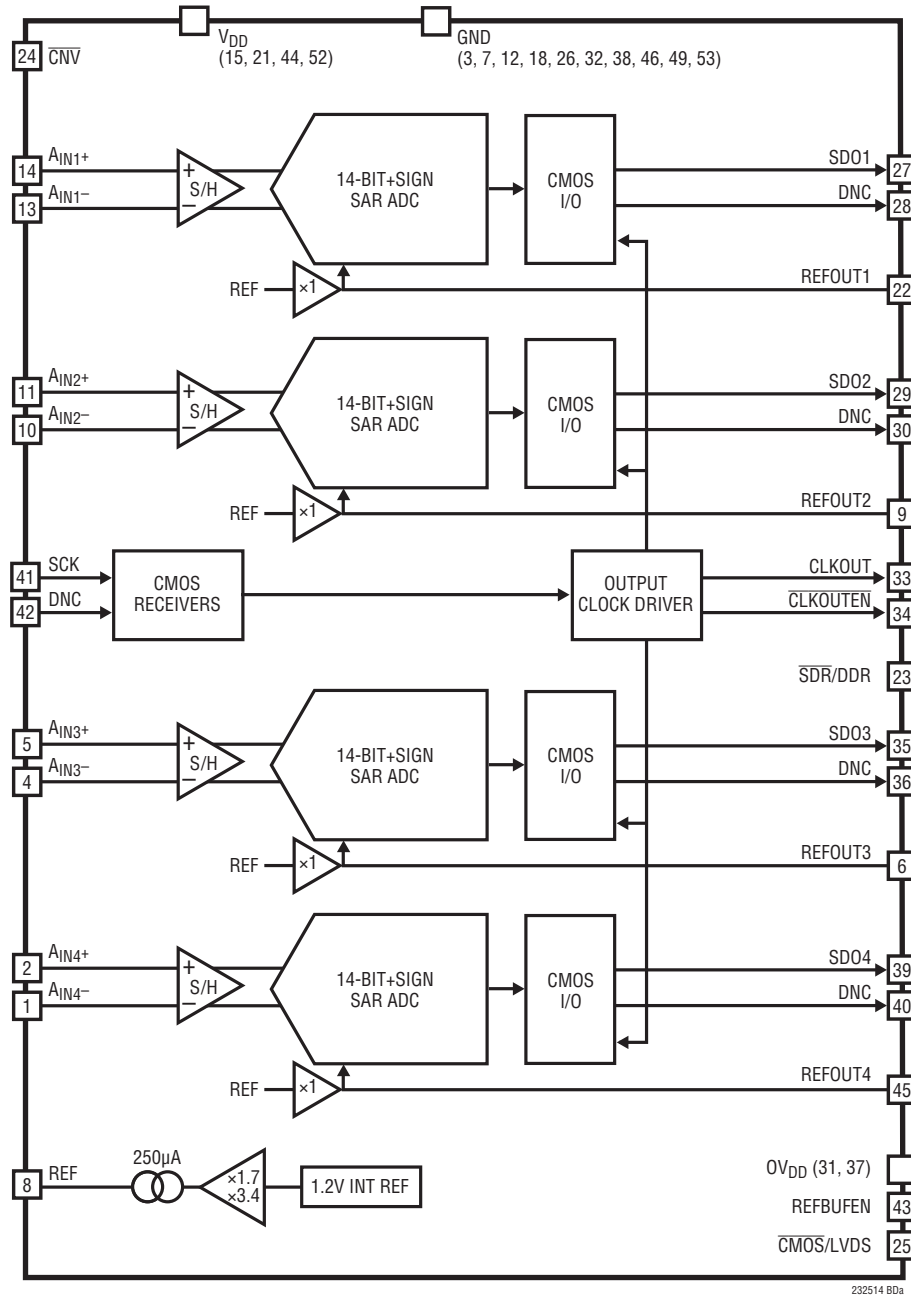 VDD
(15, 21, 44, 52)
GND
(3, 7, 12, 18, 26, 32, 38, 46, 49, 53)
24 CNV
14 AIN1+
13 AIN1–
+
S/H
–
14-BIT+SIGN
SAR ADC
CMOS
I/O
SDO1 27
DNC 28
REF ×1
REFOUT1 22
11 AIN2+
10 AIN2–
+
S/H
–
14-BIT+SIGN
SAR ADC
CMOS
I/O
SDO2 29
DNC 30
REF ×1
REFOUT2 9
41 SCK
42 DNC
CMOS
RECEIVERS
OUTPUT
CLOCK DRIVER
CLKOUT 33
CLKOUTEN 34
SDR/DDR 23
5 AIN3+
4 AIN3–
+
S/H
–
14-BIT+SIGN
SAR ADC
CMOS
I/O
SDO3 35
DNC 36
REF ×1
REFOUT3 6
2 AIN4+
1 AIN4–
+
S/H
–
14-BIT+SIGN
SAR ADC
CMOS
I/O
SDO4 39
DNC 40
REF ×1
REFOUT4 45
8 REF
250µA
×1.7
×3.4
1.2V INT REF
OVDD (31, 37)
REFBUFEN 43
CMOS/LVDS 25
232514 BDa